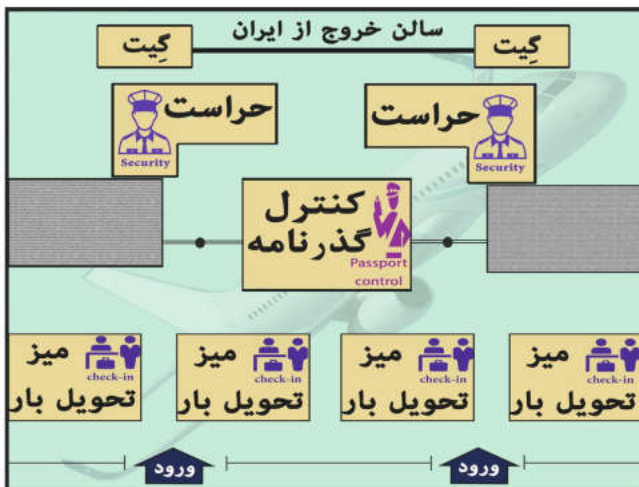 سالن خروج از ایران
گِیت
گِیت
حراست
Security
حراست
Security
کنترل
گذرنامه
Passport
control
میز
check-in
تحویل بار
میز
check-in
تحویل بار
میز
check-in
تحویل بار
میز
check-in
تحویل بار
ورود
ورود